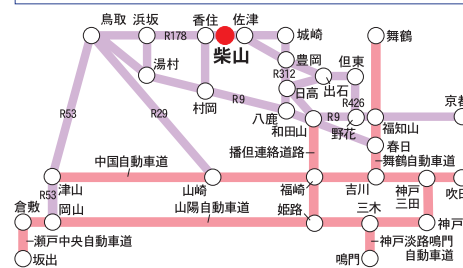 鳥取 浜坂 香住 佐津 舞鶴
R178 城崎
柴山
湯村 豊岡 但東
R312 日高 出石
村岡 R9 R426
R53 R29 八鹿 和田山 R9 野花 福知山 京都
播但連絡道路 春日
中国自動車道 舞鶴自動車道
R53 津山 山崎 福崎 吉川 神戸三田 吹田
倉敷 岡山 山陽自動車道 姫路 三木 神戸
瀬戸中央自動車道 神戸淡路鳴門
自動車道
坂出 鳴門